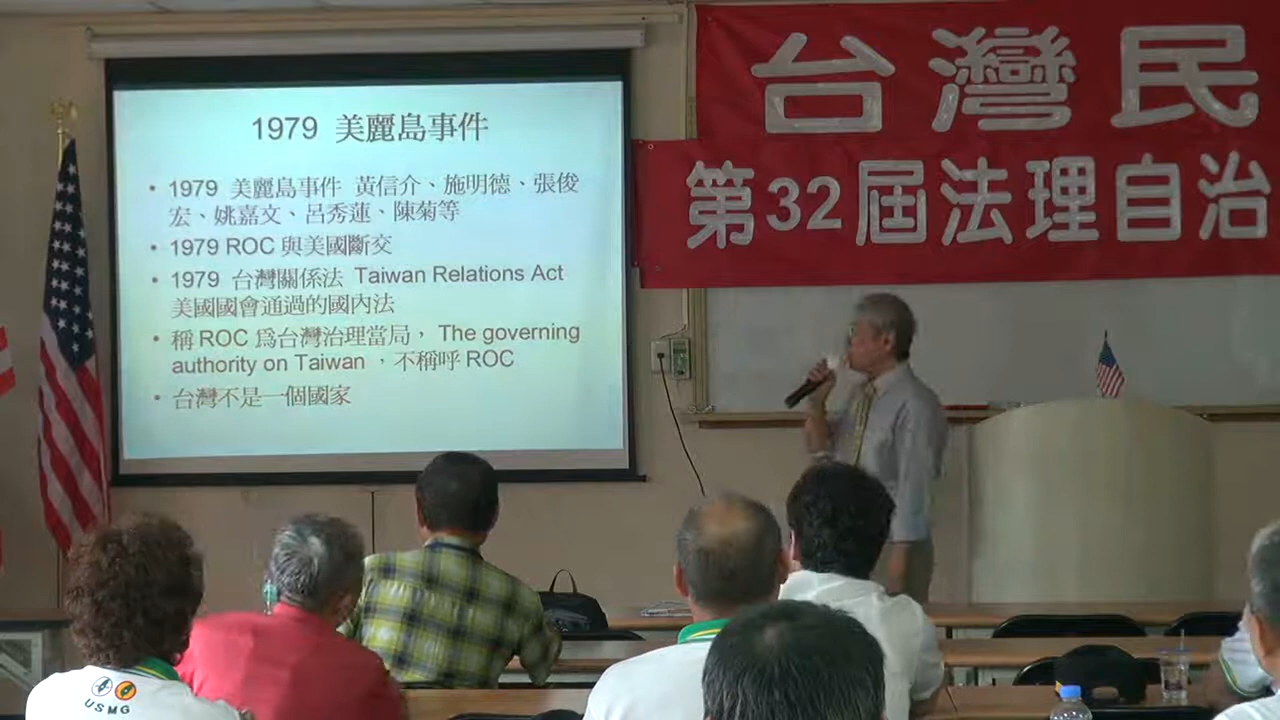 1979 美麗島事件
• 1979 美麗島事件 黃信介、施明德、張俊
宏、姚嘉文、呂秀蓮、陳菊等
• 1979 ROC 與美國斷交
• 1979 台灣關係法 Taiwan Relations Act
美國國會通過的國內法
• 稱 ROC 爲台灣治理當局， The governing
authority on Taiwan ，不稱呼 ROC
• 台灣不是一個國家
台灣民
第32屆法理自治
USMG